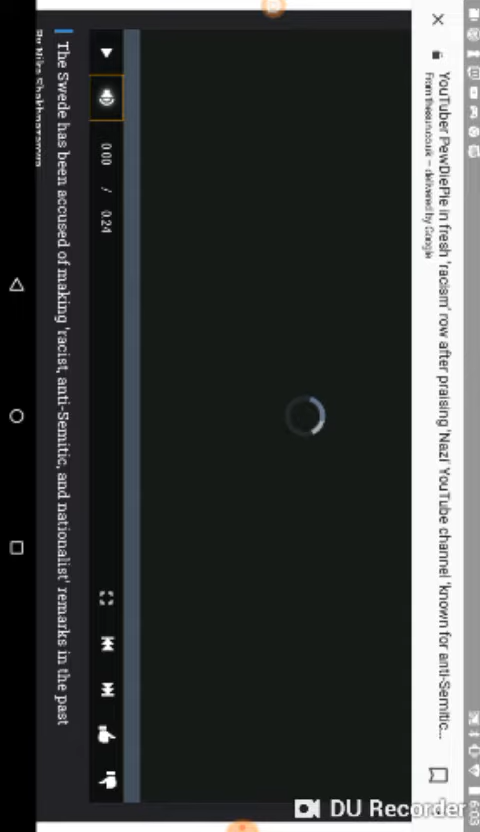 6:03
YouTuber PewDiePie in fresh 'racism' row after praising 'Nazi' YouTube channel 'known for anti-Semitic...
From thesun.co.uk – delivered by Google
0:00 / 0:24
The Swede has been accused of making 'racist, anti-Semitic, and nationalist' remarks in the past
DU Recorder